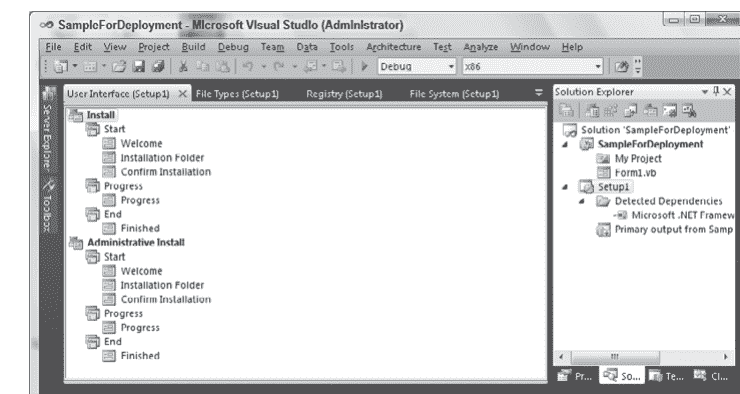 SampleForDeployment - Microsoft Visual Studio (Administrator)
File Edit View Project Build Debug Team Data Tools Architecture Test Analyze Window Help
Debug x86
User Interface (Setup1) File Types (Setup1) Registry (Setup1) File System (Setup1)
Server Explorer
Toolbox
Install
Start
Welcome
Installation Folder
Confirm Installation
Progress
Progress
End
Finished
Administrative Install
Start
Welcome
Installation Folder
Confirm Installation
Progress
Progress
End
Finished
Solution Explorer
Solution 'SampleForDeployment'
SampleForDeployment
My Project
Form1.vb
Setup1
Detected Dependencies
Microsoft .NET Framew
Primary output from Samp
Pr... So... Te... Cl...